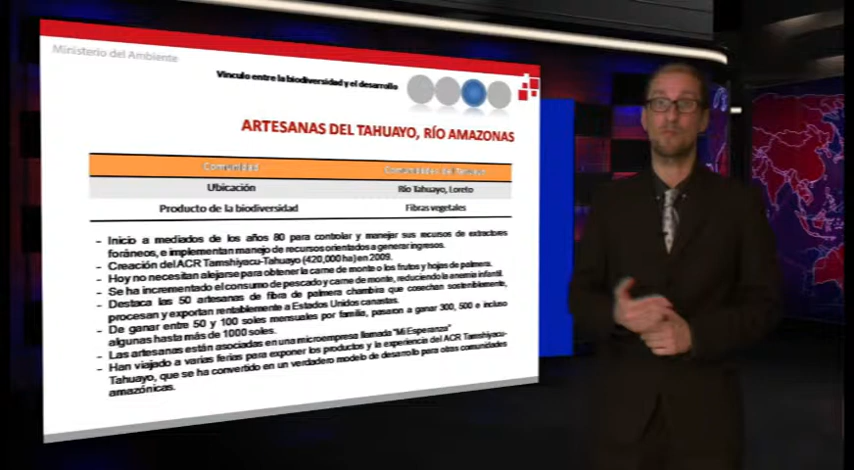 Ministerio del Ambiente
Vinculo entre la biodiversidad y el desarrollo
ARTESANAS DEL TAHUAYO, RÍO AMAZONAS
Comunidad Comunidades del Tahuayo
Ubicación Río Tahuayo, Loreto
Producto de la biodiversidad Fibras vegetales
– Inicio a mediados de los años 80 para controlar y manejar sus recusos de extractores
foráneos, e implementan manejo de recursos orientados a generar ingresos.
– Creación del ACR Tamshiyacu-Tahuayo (420,000 ha) en 2009.
– Hoy no necesitan alejarse para obtener la carne de monte o los frutos y hojas de palmera.
– Se ha incrementado el consumo de pescado y carne de monte, reduciendo la anemia infantil.
– Destaca las 50 artesanas de fibra de palmera chambira que cosechan sosteniblemente,
procesan y exportan rentablemente a Estados Unidos canastas.
– De ganar entre 50 y 100 soles mensuales por familia, pasaron a ganar 300, 500 e incluso
algunas hasta más de 1000 soles.
– Las artesanas están asociadas en una microempresa llamada "Mi Esperanza"
– Han viajado a varias ferias para exponer los productos y la experiencia del ACR Tamshiyacu-
Tahuayo, que se ha convertido en un verdadero modelo de desarrollo para otras comunidades
amazónicas.